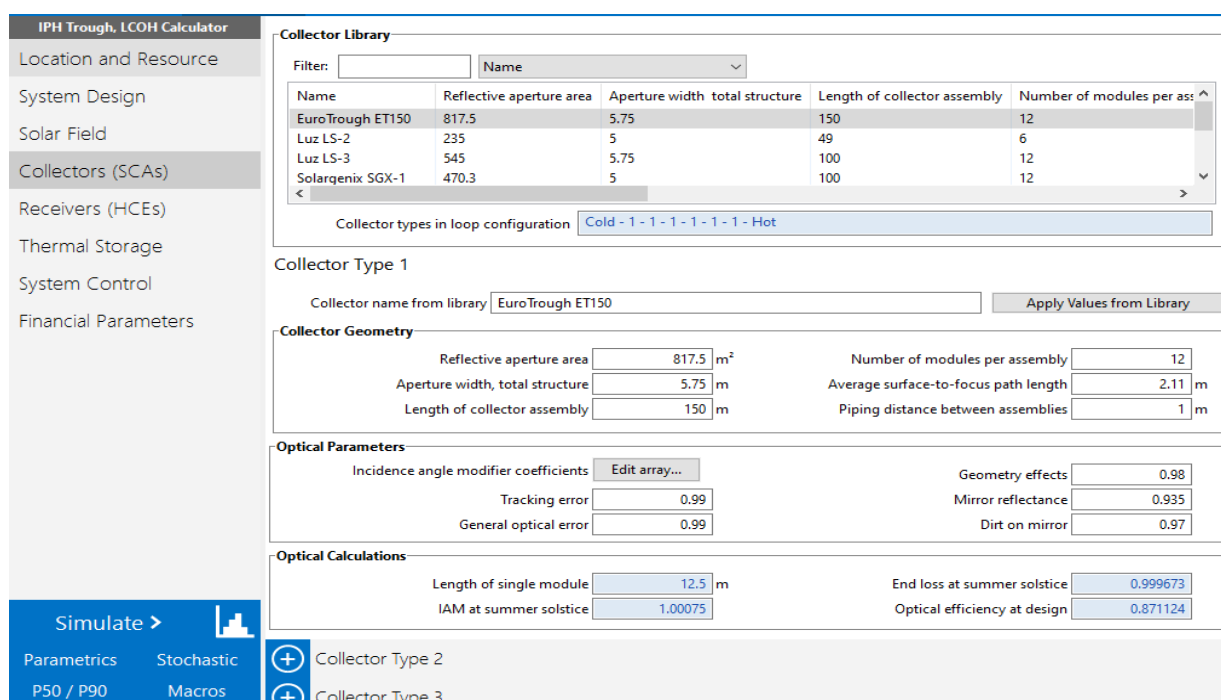 IPH Trough, LCOH Calculator
Location and Resource
System Design
Solar Field
Collectors (SCAs)
Receivers (HCEs)
Thermal Storage
System Control
Financial Parameters
Simulate >
Parametrics Stochastic
P50 / P90 Macros
Collector Library
Filter: Name
Name Reflective aperture area Aperture width total structure Length of collector assembly Number of modules per ass
EuroTrough ET150 817.5 5.75 150 12
Luz LS-2 235 5 49 6
Luz LS-3 545 5.75 100 12
Solargenix SGX-1 470.3 5 100 12
Collector types in loop configuration Cold - 1 - 1 - 1 - 1 - 1 - 1 - Hot
Collector Type 1
Collector name from library EuroTrough ET150 Apply Values from Library
Collector Geometry
Reflective aperture area 817.5 m² Number of modules per assembly 12
Aperture width, total structure 5.75 m Average surface-to-focus path length 2.11 m
Length of collector assembly 150 m Piping distance between assemblies 1 m
Optical Parameters
Incidence angle modifier coefficients Edit array... Geometry effects 0.98
Tracking error 0.99 Mirror reflectance 0.935
General optical error 0.99 Dirt on mirror 0.97
Optical Calculations
Length of single module 12.5 m End loss at summer solstice 0.999673
IAM at summer solstice 1.00075 Optical efficiency at design 0.871124
Collector Type 2
Collector Type 3